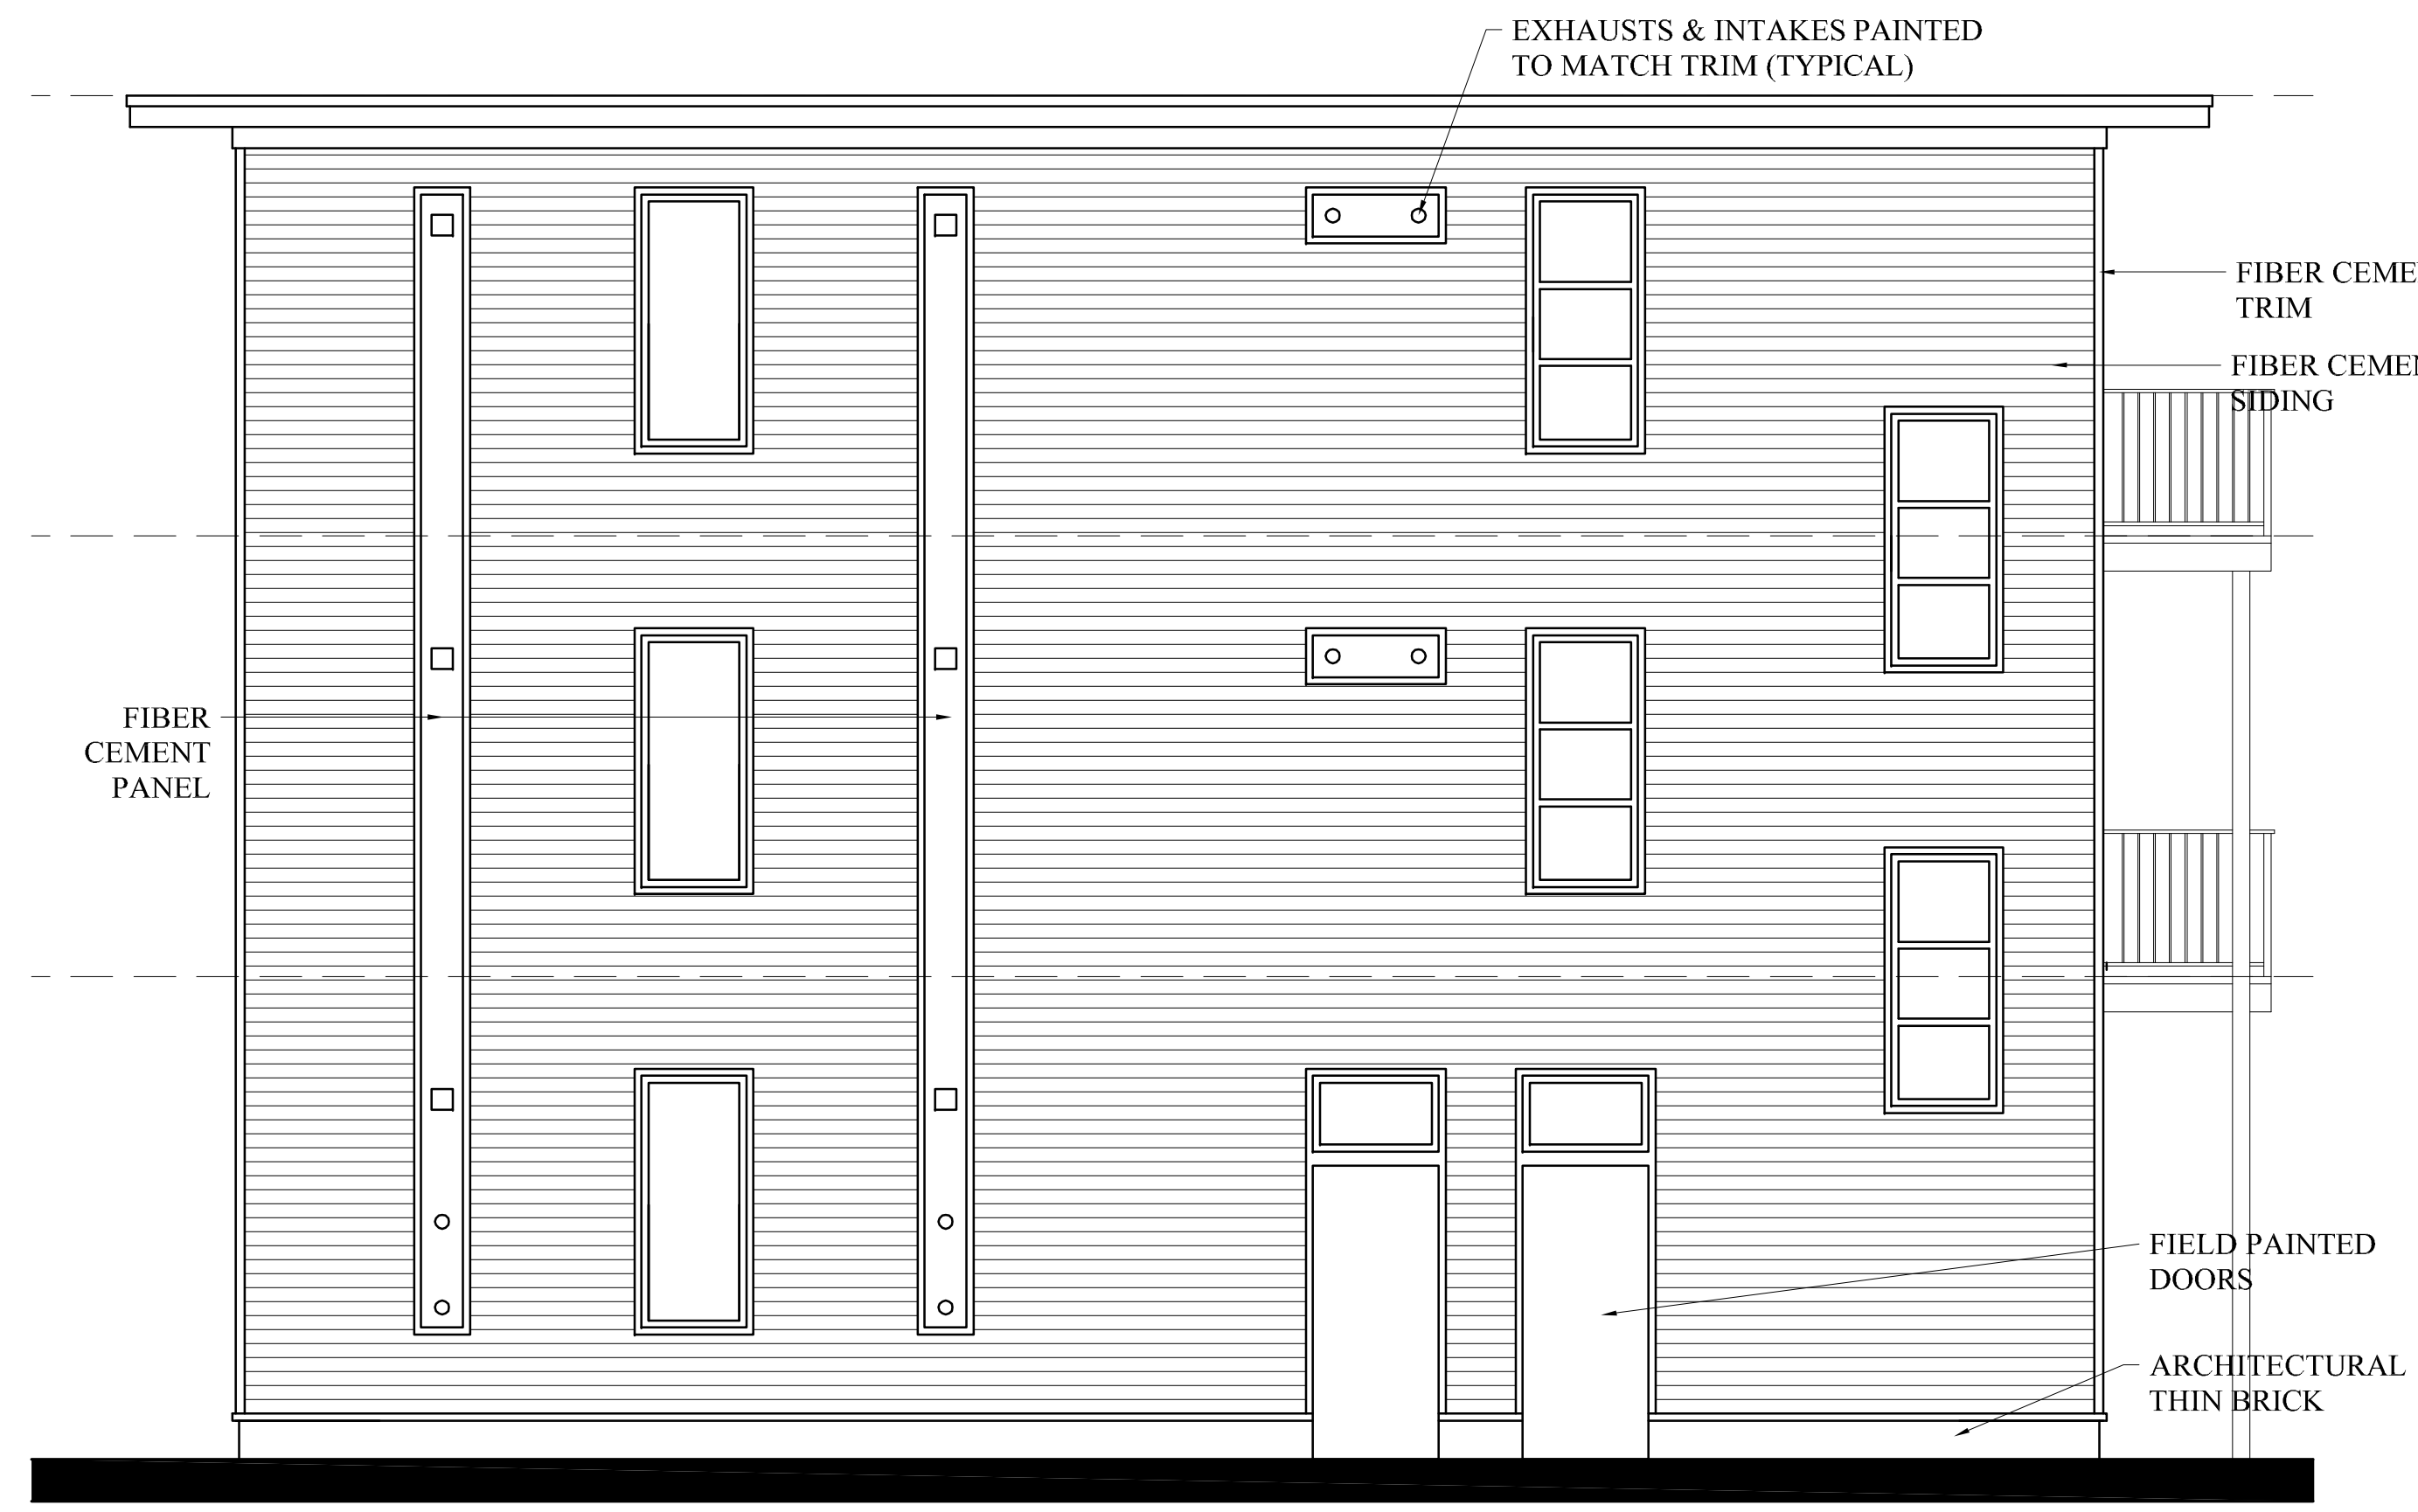 EXHAUSTS & INTAKES PAINTED
TO MATCH TRIM (TYPICAL)
FIBER CEME
TRIM
FIBER CEMEN
SIDING
FIBER
CEMENT
PANEL
FIELD PAINTED
DOORS
ARCHITECTURAL
THIN BRICK